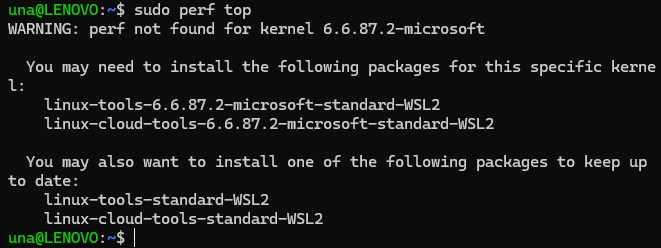 una@LENOVO:~$ sudo perf top
WARNING: perf not found for kernel 6.6.87.2-microsoft
You may need to install the following packages for this specific kerne
l:
linux-tools-6.6.87.2-microsoft-standard-WSL2
linux-cloud-tools-6.6.87.2-microsoft-standard-WSL2
You may also want to install one of the following packages to keep up
to date:
linux-tools-standard-WSL2
linux-cloud-tools-standard-WSL2
una@LENOVO:~$